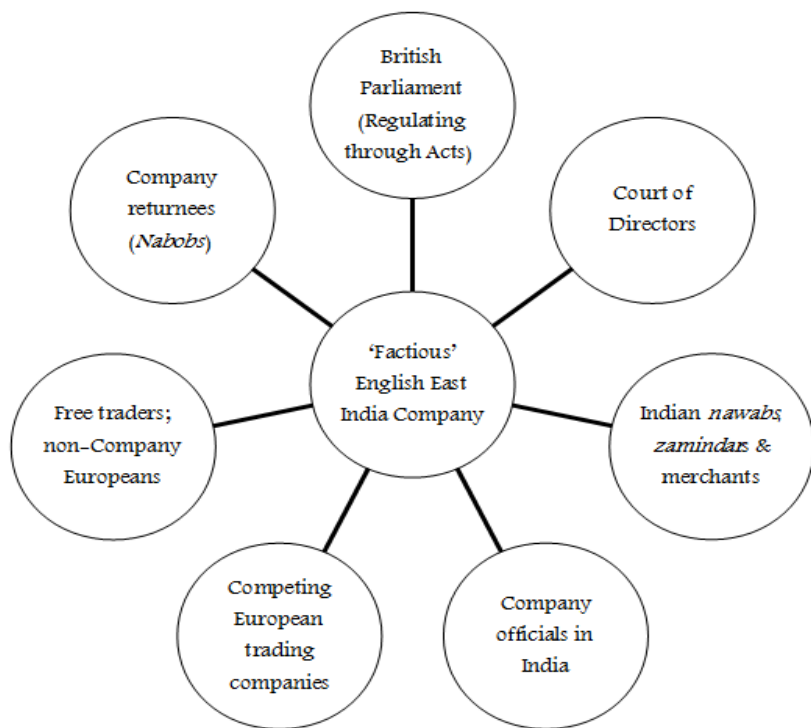 British
Parliament
(Regulating
through Acts)
Company
returnees
(Nabobs)
Court of
Directors
'Factious'
English East
India Company
Free traders;
non-Company
Europeans
Indian nawabs,
zamindars &
merchants
Competing
European
trading
companies
Company
officials in
India